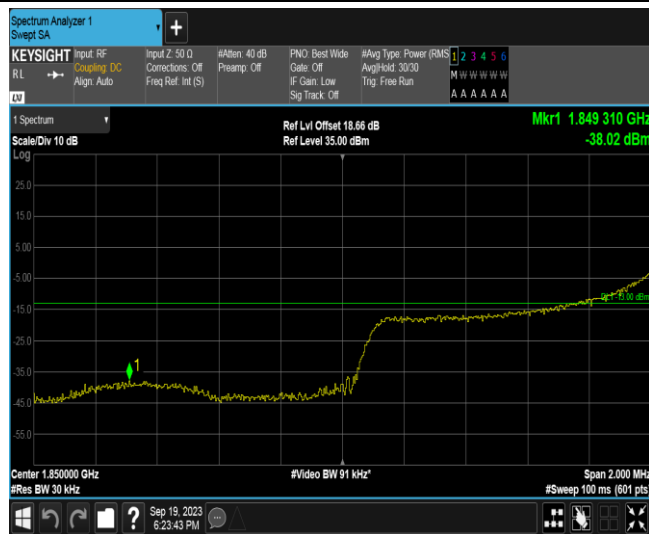 Spectrum Analyzer 1
Swept SA
+
KEYSIGHT
RL
LXI
Input: RF
Coupling: DC
Align: Auto
Input Z: 50 Ω
Corrections: Off
Freq Ref: Int (S)
#Atten: 40 dB
Preamp: Off
PNO: Best Wide
Gate: Off
IF Gain: Low
Sig Track: Off
#Avg Type: Power (RMS
Avg|Hold: 30/30
Trig: Free Run
1 2 3 4 5 6
M W W W W W
A A A A A A
1 Spectrum
Scale/Div 10 dB
Log
Ref Lvl Offset 18.66 dB
Ref Level 35.00 dBm
Mkr1 1.849 310 GHz
-38.02 dBm
25.0
15.0
5.00
-5.00
DL1 -13.00 dBm
-15.0
-25.0
-35.0
1
-45.0
-55.0
Center 1.850000 GHz
#Video BW 91 kHz*
Span 2.000 MHz
#Res BW 30 kHz
#Sweep 100 ms (601 pts)
?
Sep 19, 2023
6:23:43 PM